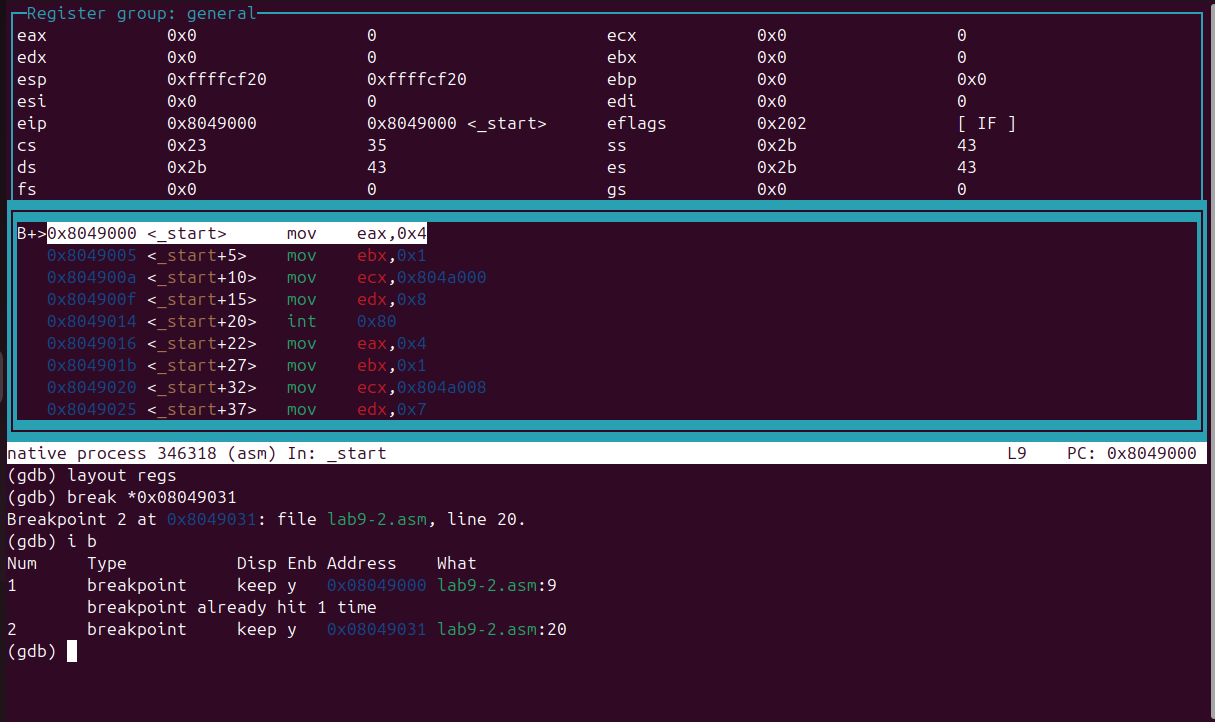 Register group: general
eax 0x0 0 ecx 0x0 0
edx 0x0 0 ebx 0x0 0
esp 0xffffcf20 0xffffcf20 ebp 0x0 0x0
esi 0x0 0 edi 0x0 0
eip 0x8049000 0x8049000 <_start> eflags 0x202 [ IF ]
cs 0x23 35 ss 0x2b 43
ds 0x2b 43 es 0x2b 43
fs 0x0 0 gs 0x0 0
B+>0x8049000 <_start> mov eax,0x4
0x8049005 <_start+5> mov ebx,0x1
0x804900a <_start+10> mov ecx,0x804a000
0x804900f <_start+15> mov edx,0x8
0x8049014 <_start+20> int 0x80
0x8049016 <_start+22> mov eax,0x4
0x804901b <_start+27> mov ebx,0x1
0x8049020 <_start+32> mov ecx,0x804a008
0x8049025 <_start+37> mov edx,0x7
native process 346318 (asm) In: _start L9 PC: 0x8049000
(gdb) layout regs
(gdb) break *0x08049031
Breakpoint 2 at 0x8049031: file lab9-2.asm, line 20.
(gdb) i b
Num Type Disp Enb Address What
1 breakpoint keep y 0x08049000 lab9-2.asm:9
breakpoint already hit 1 time
2 breakpoint keep y 0x08049031 lab9-2.asm:20
(gdb)